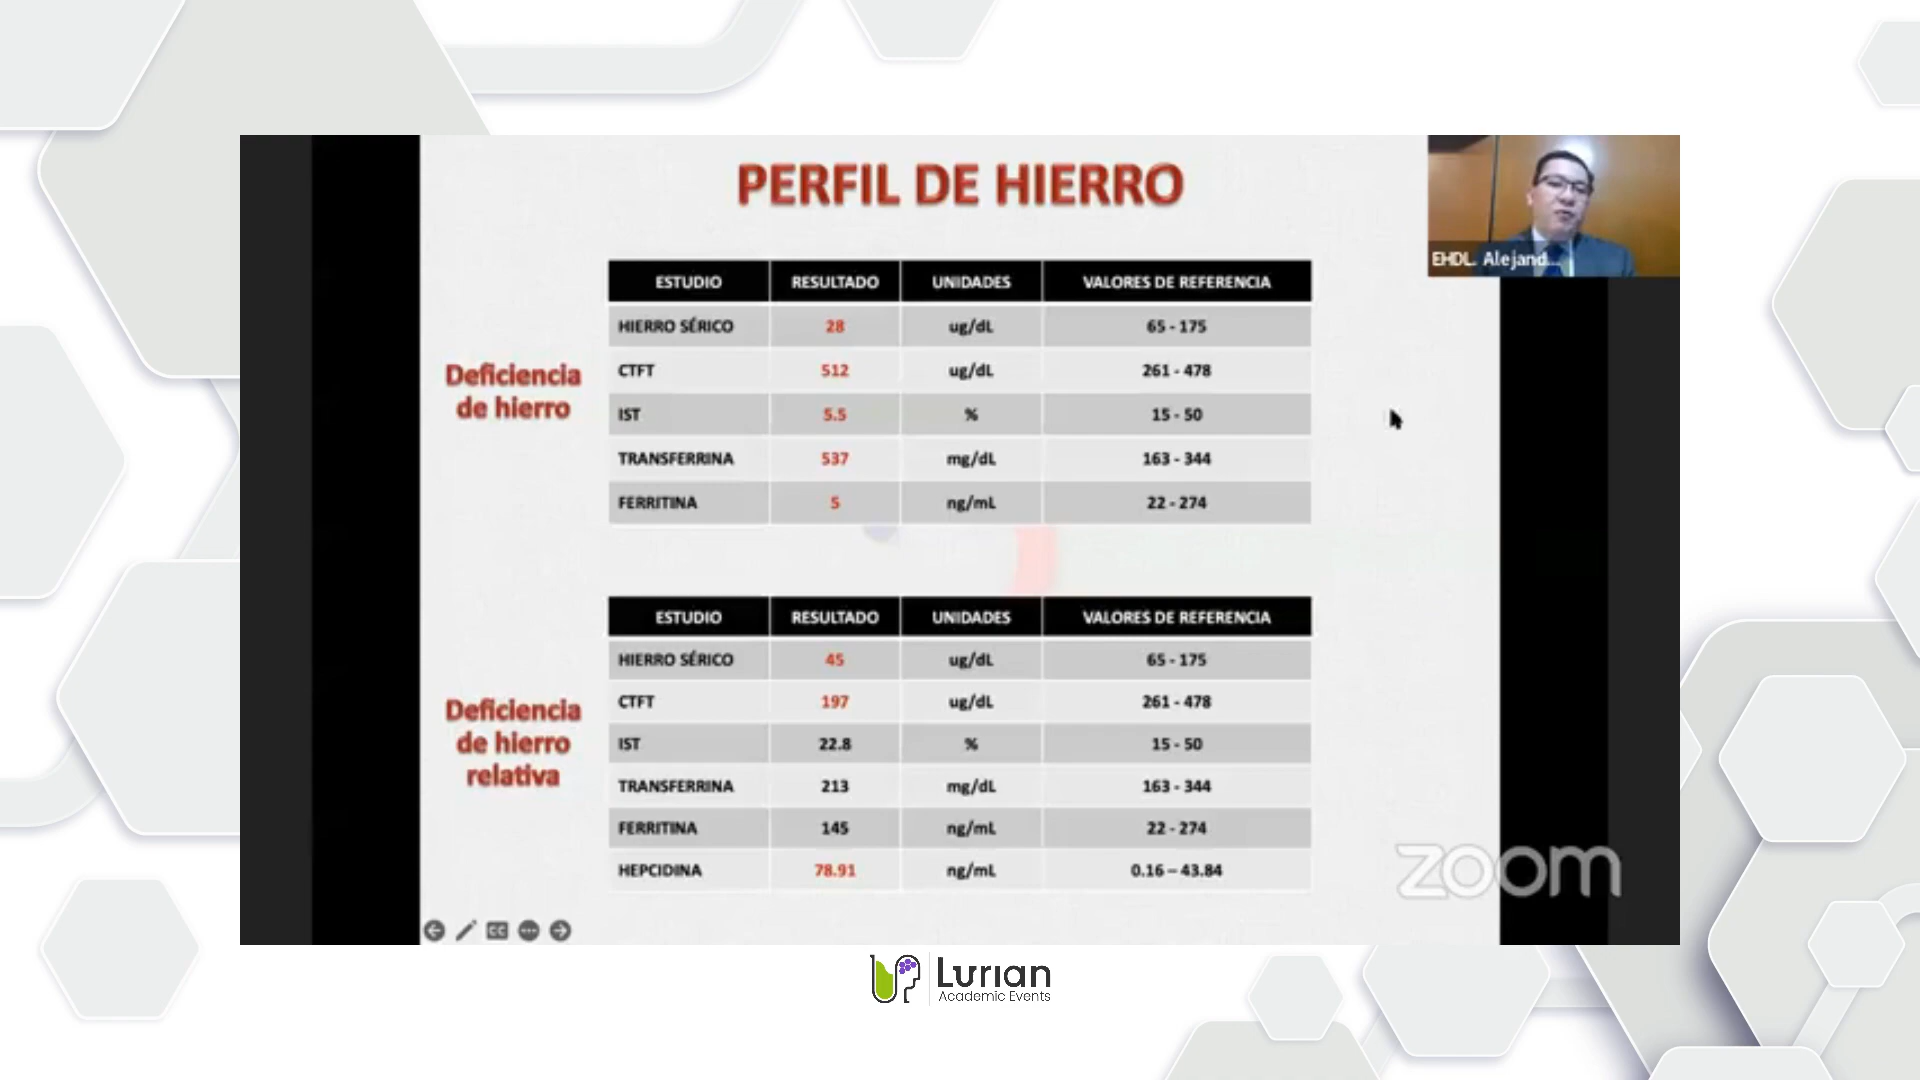 PERFIL DE HIERRO
EHDL. Alejand...
Deficiencia
de hierro
ESTUDIO RESULTADO UNIDADES VALORES DE REFERENCIA
HIERRO SÉRICO 28 ug/dL 65 - 175
CTFT 512 ug/dL 261 - 478
IST 5.5 % 15 - 50
TRANSFERRINA 537 mg/dL 163 - 344
FERRITINA 5 ng/mL 22 - 274
Deficiencia
de hierro
relativa
ESTUDIO RESULTADO UNIDADES VALORES DE REFERENCIA
HIERRO SÉRICO 45 ug/dL 65 - 175
CTFT 197 ug/dL 261 - 478
IST 22.8 % 15 - 50
TRANSFERRINA 213 mg/dL 163 - 344
FERRITINA 145 ng/mL 22 - 274
HEPCIDINA 78.91 ng/mL 0.16 – 43.84
zoom
CC
Lurian
Academic Events